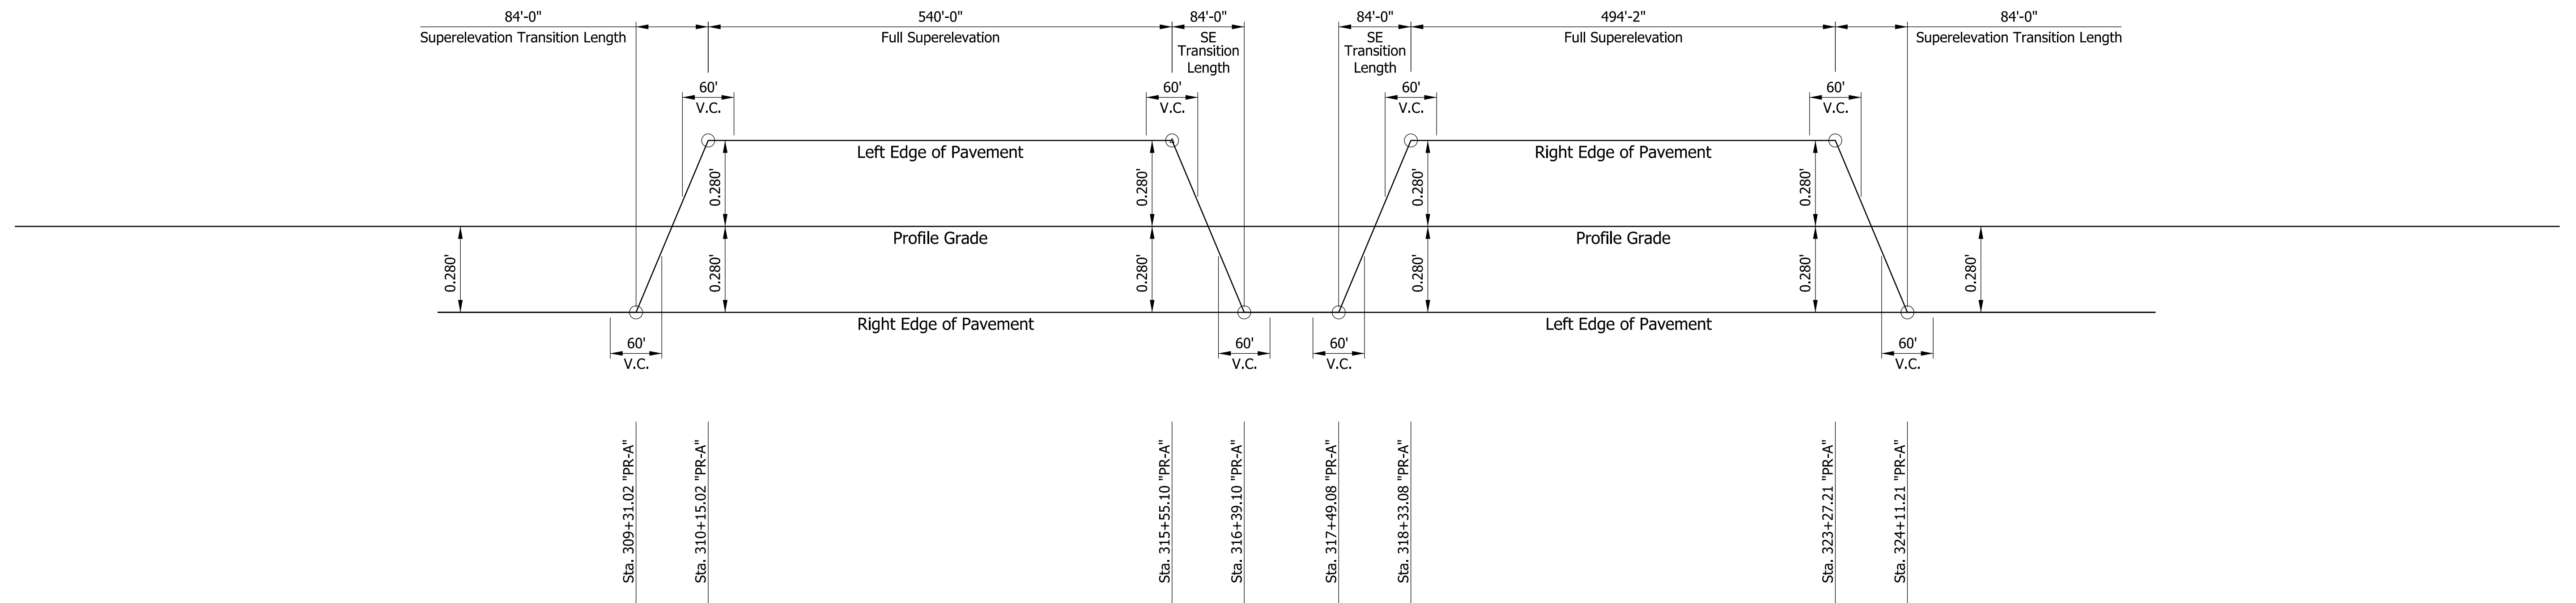 84'-0"
540'-0"
84'-0"
84'-0"
494'-2"
84'-0"
Superelevation Transition Length
Full Superelevation
SE
Transition
Length
SE
Transition
Length
Full Superelevation
Superelevation Transition Length
60'
V.C.
60'
V.C.
60'
V.C.
60'
V.C.
Left Edge of Pavement
Right Edge of Pavement
0.280'
0.280'
0.280'
0.280'
Profile Grade
Profile Grade
0.280'
0.280'
0.280'
0.280'
0.280'
0.280'
Right Edge of Pavement
Left Edge of Pavement
60'
V.C.
60'
V.C.
60'
V.C.
60'
V.C.
Sta. 309+31.02 "PR-A"
Sta. 310+15.02 "PR-A"
Sta. 315+55.10 "PR-A"
Sta. 316+39.10 "PR-A"
Sta. 317+49.08 "PR-A"
Sta. 318+33.08 "PR-A"
Sta. 323+27.21 "PR-A"
Sta. 324+11.21 "PR-A"